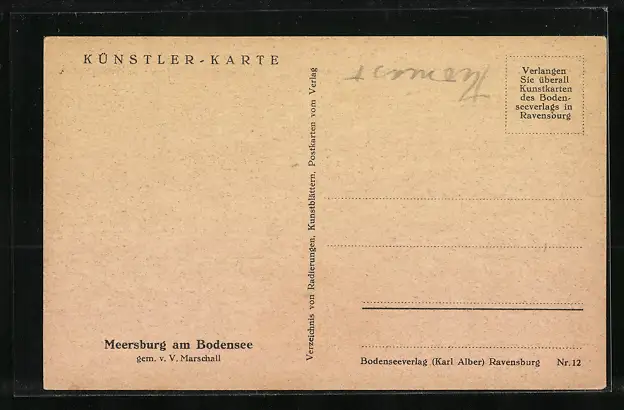 KÜNSTLER-KARTE
Meersburg am Bodensee
gem. v. V. Marschall
Verzeichnis von Radierungen, Kunstblättern, Postkarten vom Verlag
Verlangen
Sie überall
Kunstkarten
des Boden-
seeverlags in
Ravensburg
Bodenseeverlag (Karl Alber) Ravensburg Nr. 12